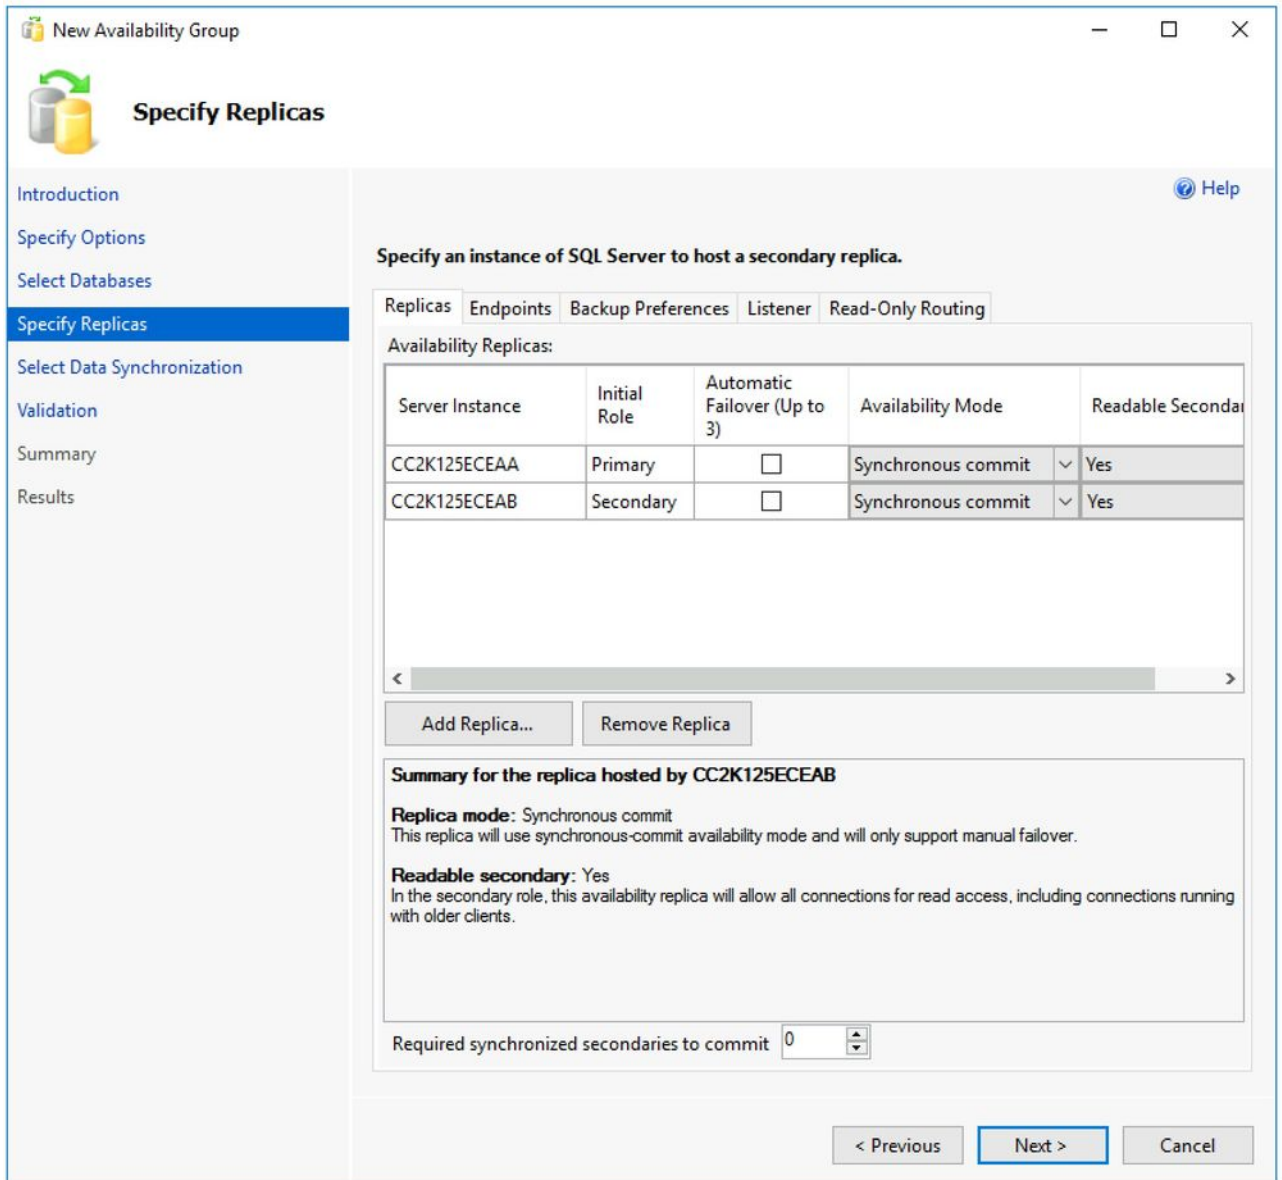 New Availability Group
Specify Replicas
Introduction
Specify Options
Select Databases
Specify Replicas
Select Data Synchronization
Validation
Summary
Results
Help
Specify an instance of SQL Server to host a secondary replica.
Replicas Endpoints Backup Preferences Listener Read-Only Routing
Availability Replicas:
Server Instance Initial Role Automatic Failover (Up to 3) Availability Mode Readable Seconda
CC2K125ECEAA Primary Synchronous commit Yes
CC2K125ECEAB Secondary Synchronous commit Yes
Add Replica... Remove Replica
Summary for the replica hosted by CC2K125ECEAB
Replica mode: Synchronous commit
This replica will use synchronous-commit availability mode and will only support manual failover.
Readable secondary: Yes
In the secondary role, this availability replica will allow all connections for read access, including connections running
with older clients.
Required synchronized secondaries to commit 0
< Previous Next > Cancel